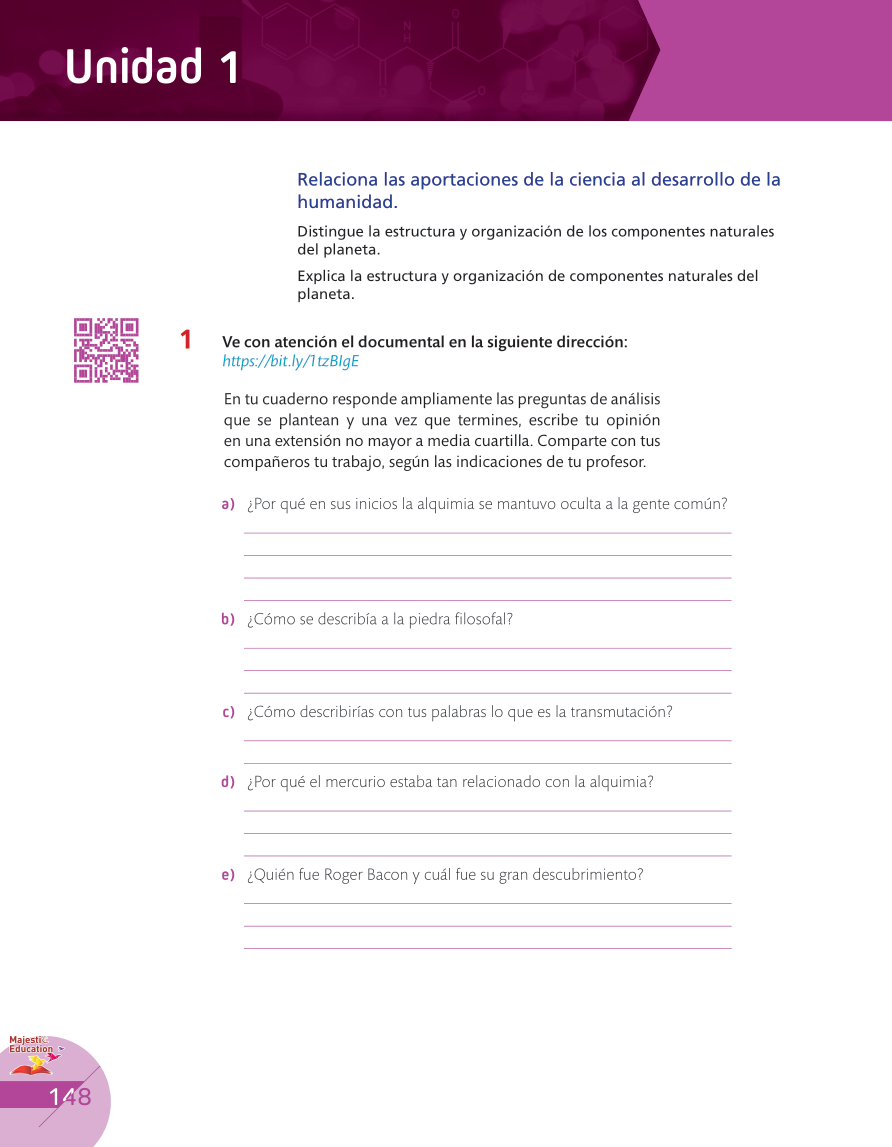 Unidad 1
Relaciona las aportaciones de la ciencia al desarrollo de la
humanidad.
Distingue la estructura y organización de los componentes naturales
del planeta.
Explica la estructura y organización de componentes naturales del
planeta.
1 Ve con atención el documental en la siguiente dirección:
https://bit.ly/1tzBIgE
En tu cuaderno responde ampliamente las preguntas de análisis
que se plantean y una vez que termines, escribe tu opinión
en una extensión no mayor a media cuartilla. Comparte con tus
compañeros tu trabajo, según las indicaciones de tu profesor.
a) ¿Por qué en sus inicios la alquimia se mantuvo oculta a la gente común?
b) ¿Cómo se describía a la piedra filosofal?
c) ¿Cómo describirías con tus palabras lo que es la transmutación?
d) ¿Por qué el mercurio estaba tan relacionado con la alquimia?
e) ¿Quién fue Roger Bacon y cuál fue su gran descubrimiento?
Majestic
Education
148